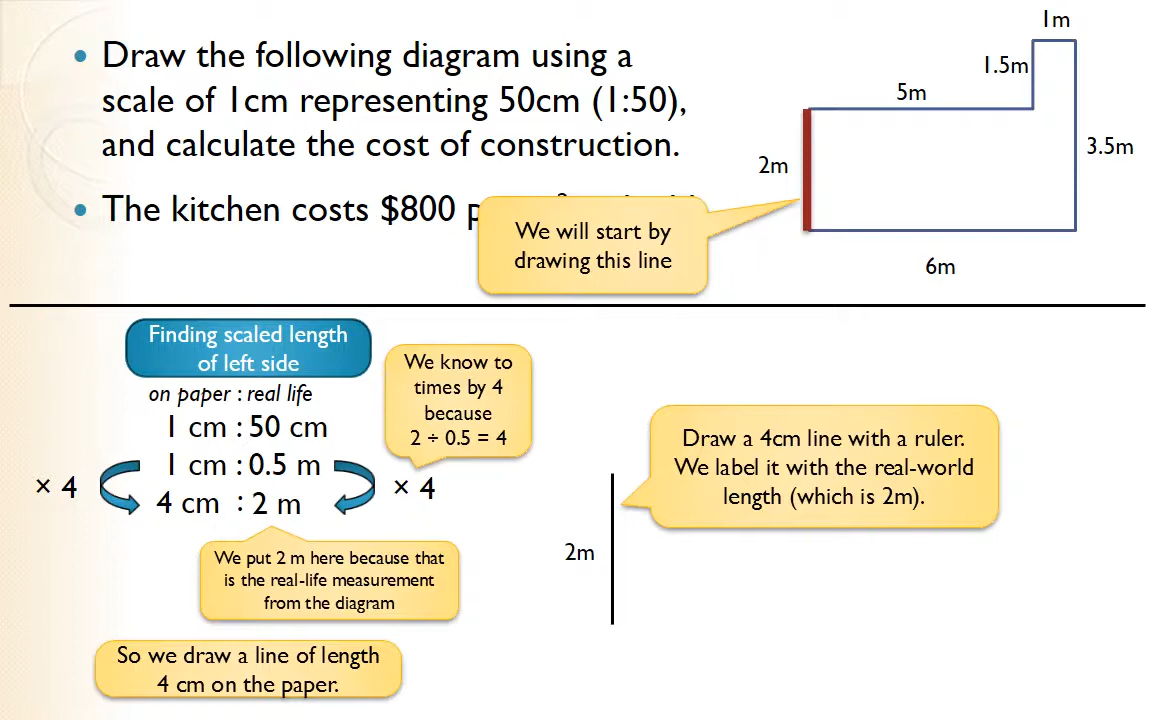 Draw the following diagram using a
scale of 1cm representing 50cm (1:50),
and calculate the cost of construction.
The kitchen costs $800
1m
1.5m
5m
3.5m
2m
6m
We will start by
drawing this line
Finding scaled length
of left side
on paper : real life
1 cm : 50 cm
1 cm : 0.5 m
4 cm : 2 m
× 4
× 4
We know to
times by 4
because
2 ÷ 0.5 = 4
We put 2 m here because that
is the real-life measurement
from the diagram
So we draw a line of length
4 cm on the paper.
2m
Draw a 4cm line with a ruler.
We label it with the real-world
length (which is 2m).